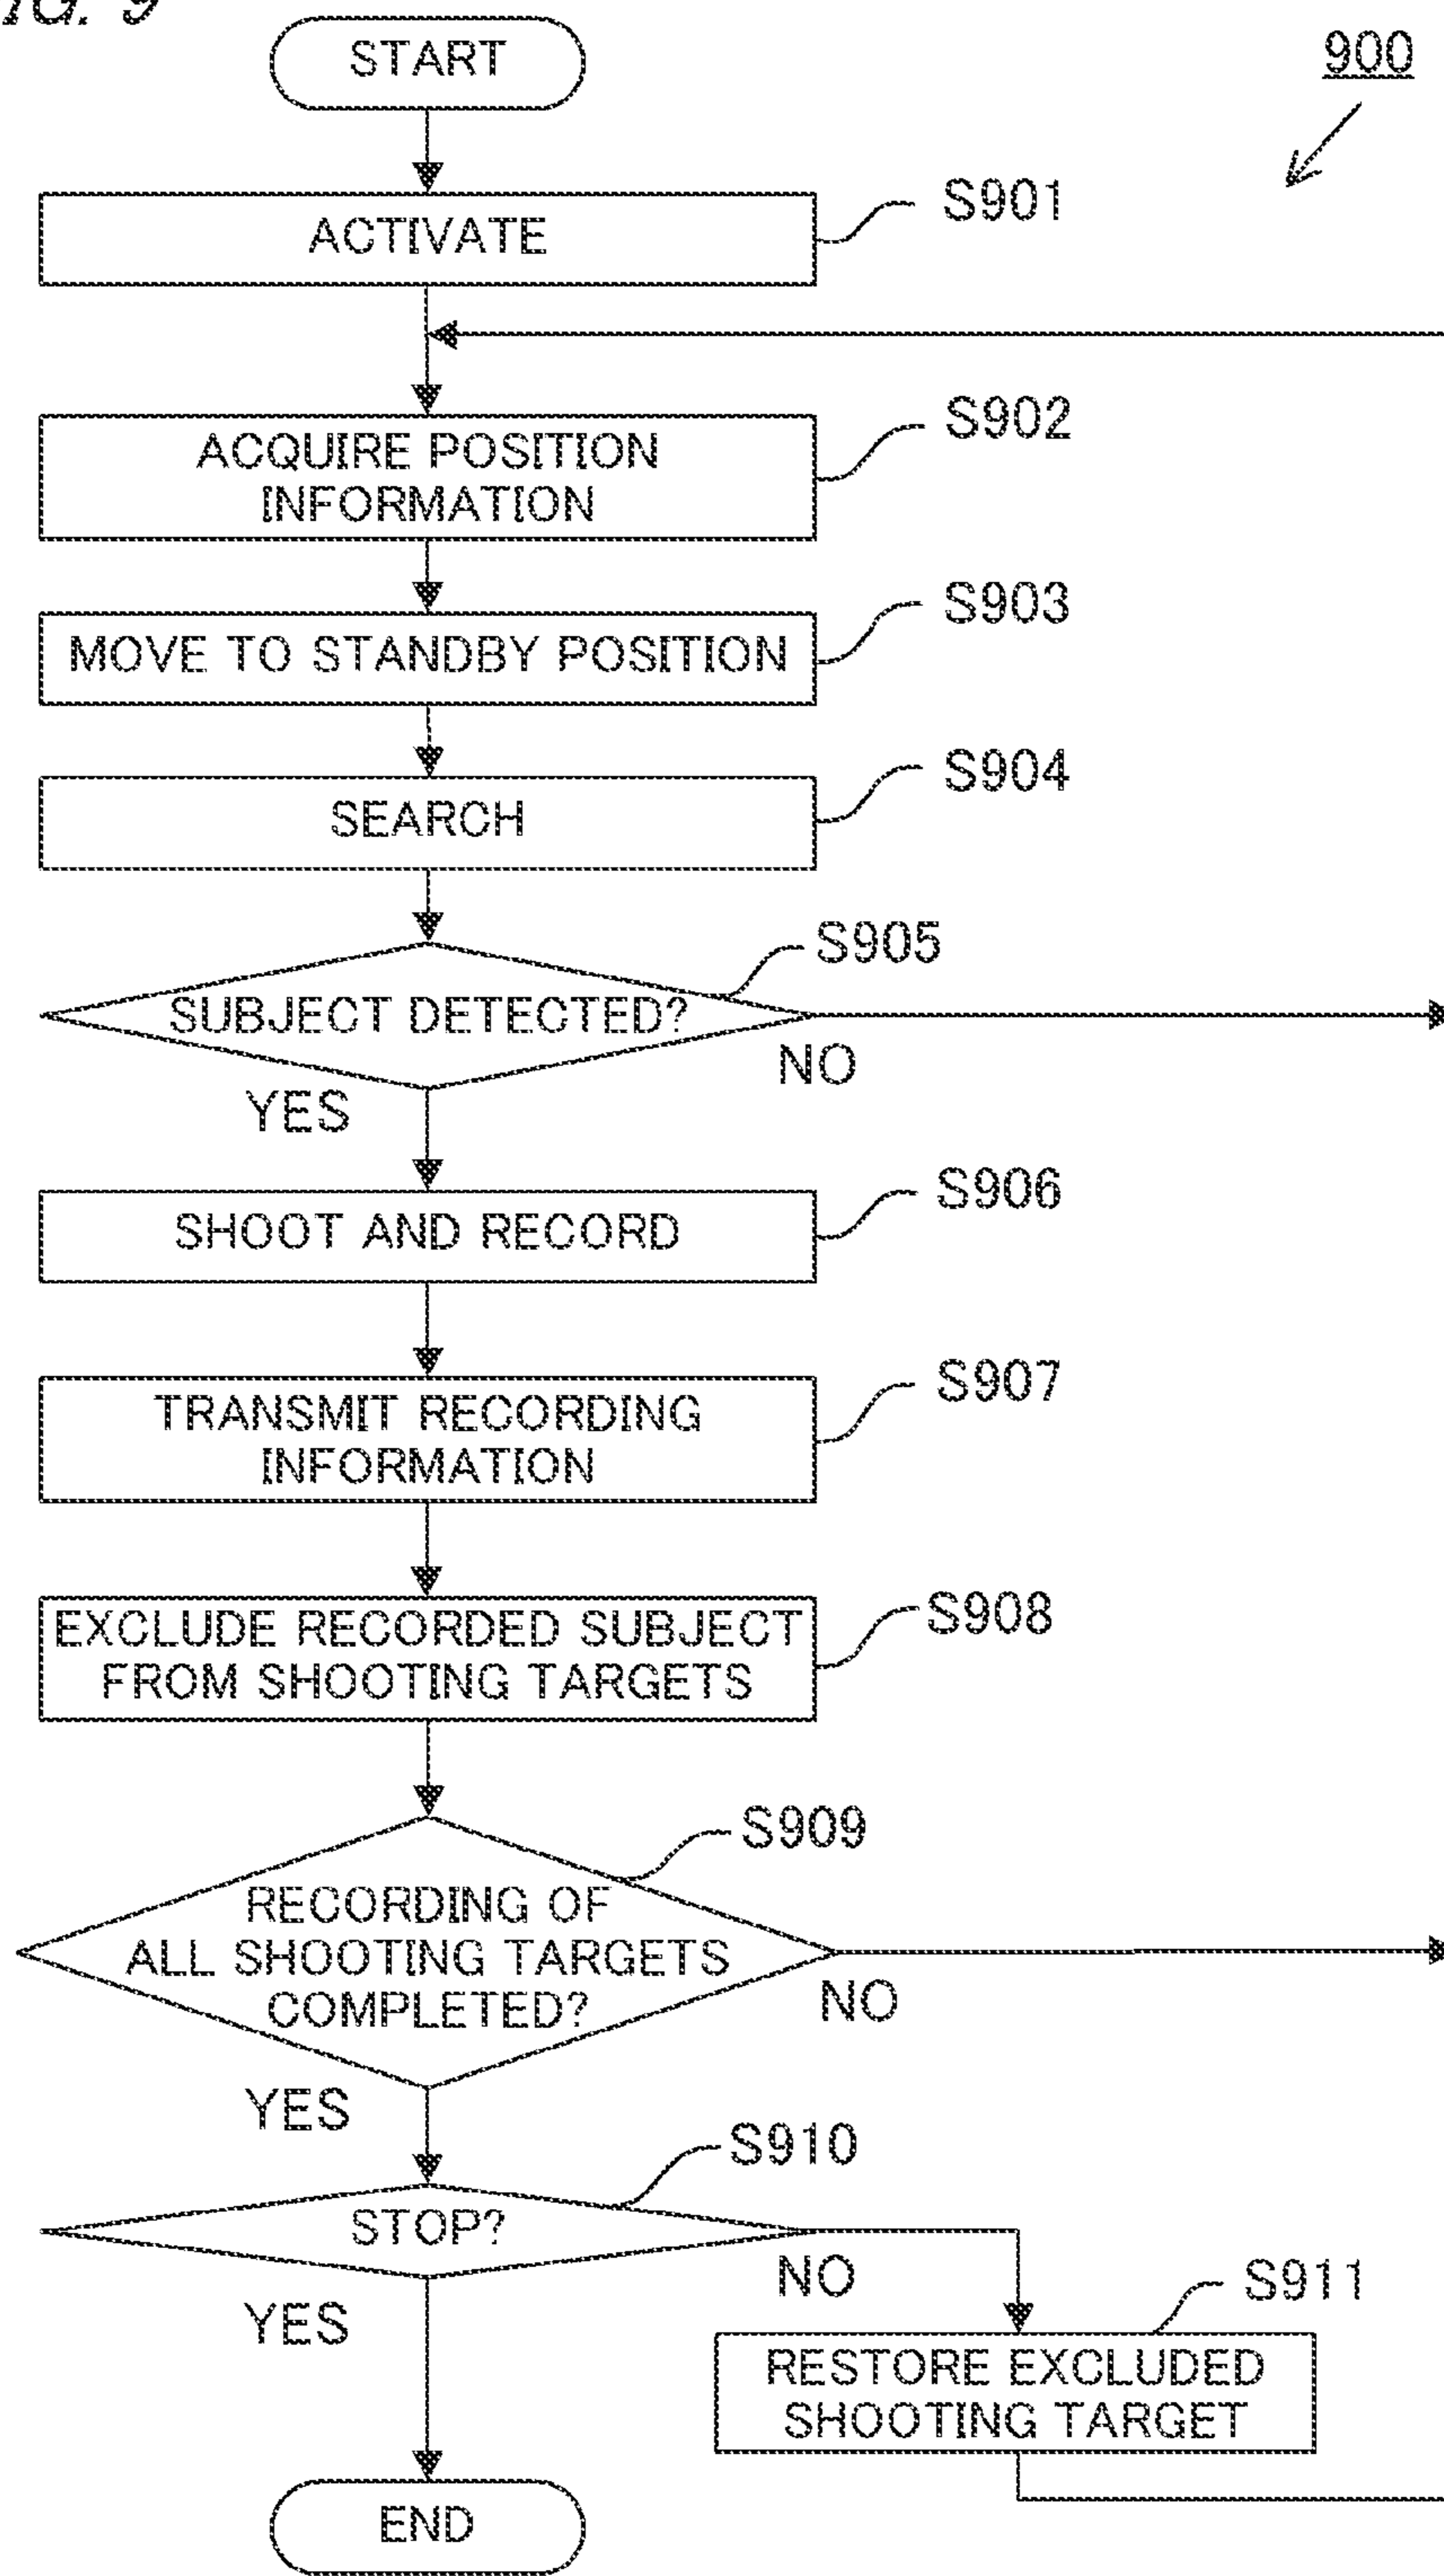 FIG. 9
START
900
ACTIVATE
S901
ACQUIRE POSITION
INFORMATION
S902
MOVE TO STANDBY POSITION
S903
SEARCH
S904
SUBJECT DETECTED?
S905
NO
YES
SHOOT AND RECORD
S906
TRANSMIT RECORDING
INFORMATION
S907
EXCLUDE RECORDED SUBJECT
FROM SHOOTING TARGETS
S908
RECORDING OF
ALL SHOOTING TARGETS
COMPLETED?
S909
NO
YES
STOP?
S910
NO
YES
RESTORE EXCLUDED
SHOOTING TARGET
S911
END